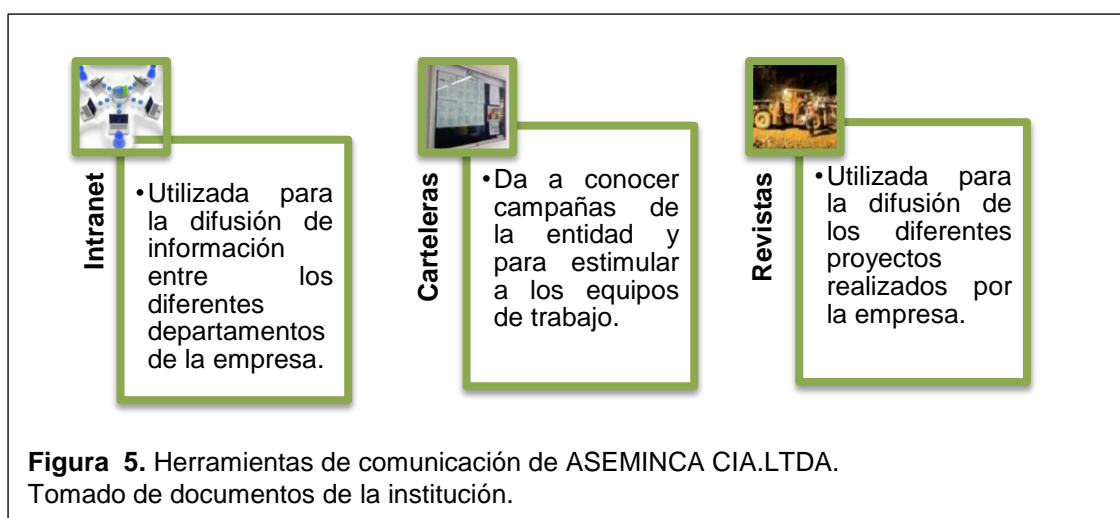 Intranet
•Utilizada para
la difusión de
información
entre los
diferentes
departamentos
de la empresa.
Carteleras
•Da a conocer
campañas de
la entidad y
para estimular
a los equipos
de trabajo.
Revistas
•Utilizada para
la difusión de
los diferentes
proyectos
realizados por
la empresa.
Figura 5. Herramientas de comunicación de ASEMINCA CIA.LTDA.
Tomado de documentos de la institución.